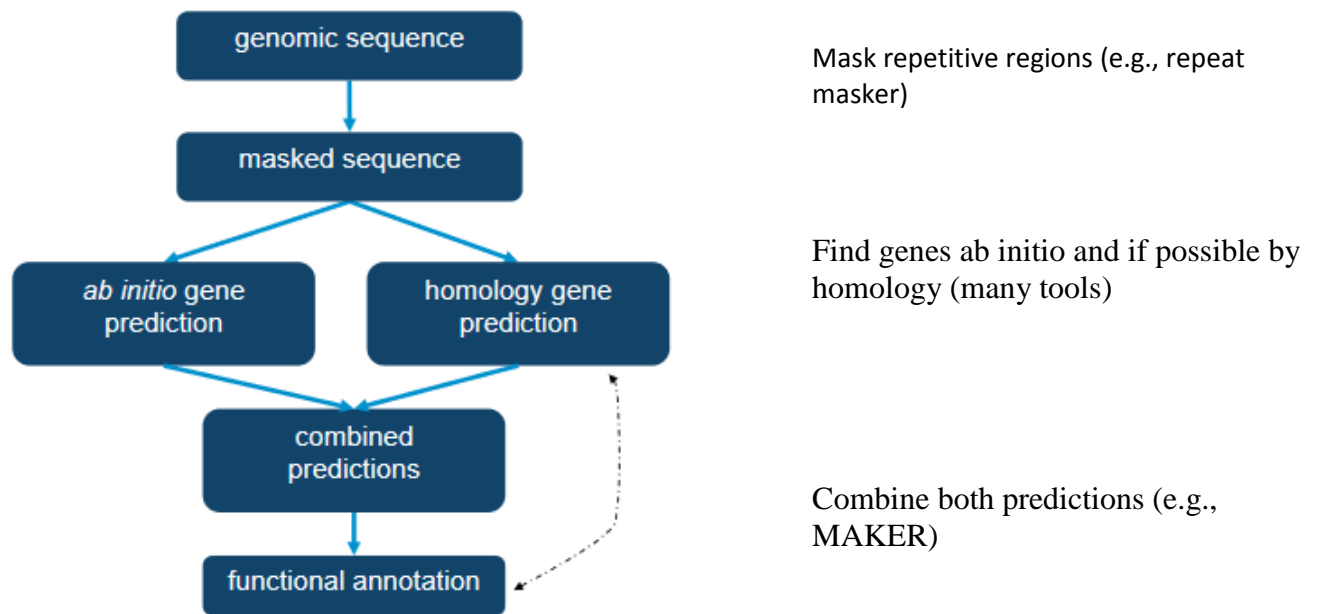 genomic sequence
Mask repetitive regions (e.g., repeat
masker)
masked sequence
ab initio gene
prediction
homology gene
prediction
Find genes ab initio and if possible by
homology (many tools)
combined
predictions
Combine both predictions (e.g.,
MAKER)
functional annotation